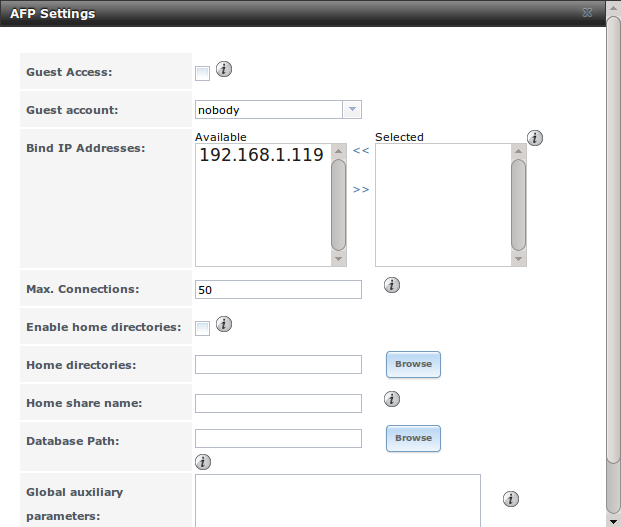 AFP Settings
Guest Access:
Guest account: nobody
Available Selected
Bind IP Addresses: 192.168.1.119 <<
>>
Max. Connections: 50
Enable home directories:
Home directories: Browse
Home share name:
Database Path: Browse
Global auxiliary
parameters: